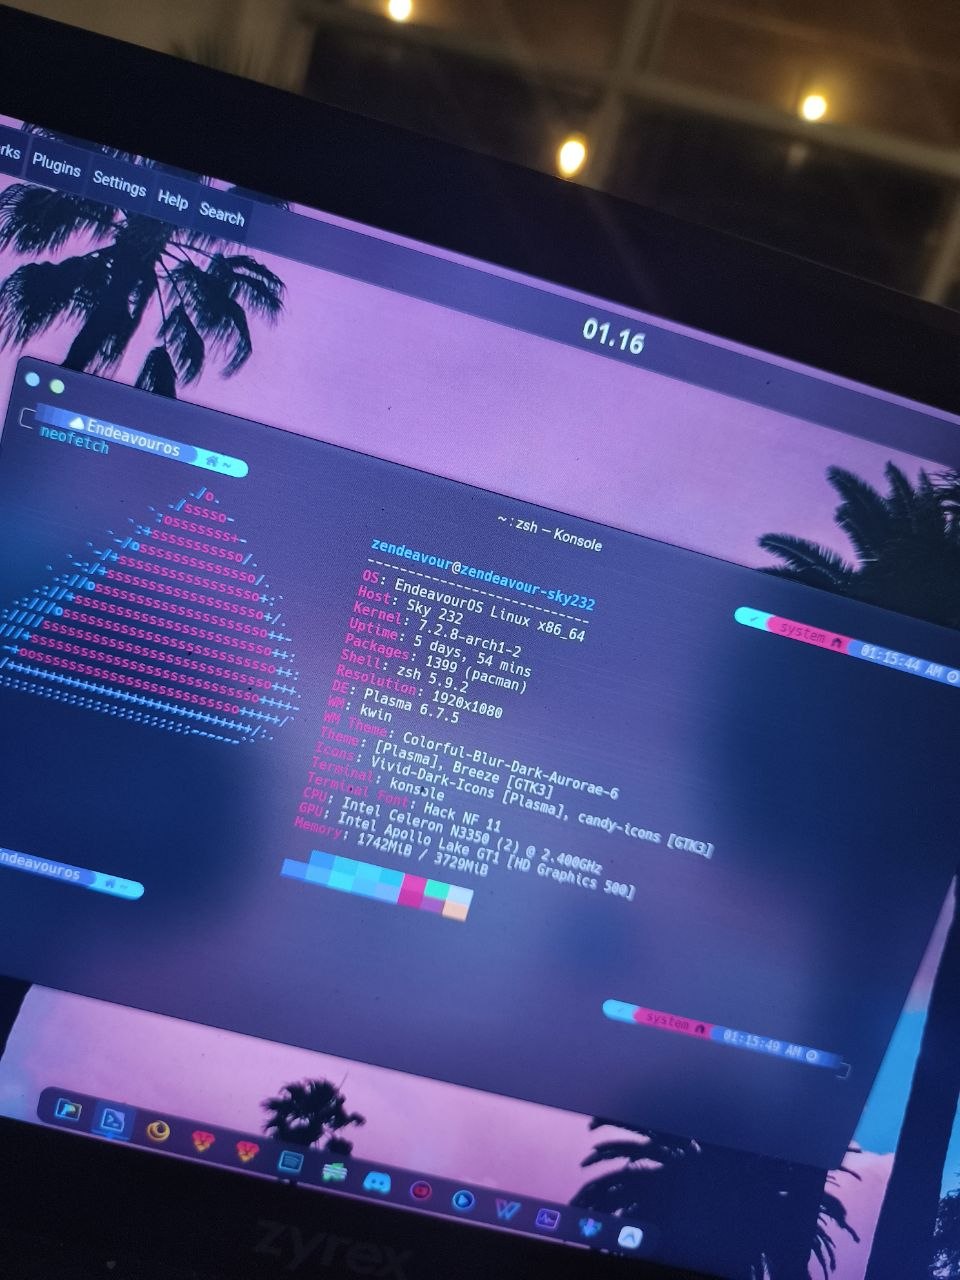 rks Plugins Settings Help Search
01.16
Endeavouros ~
neofetch
~ : zsh — Konsole
./o.
./sssso-
zendeavour@zendeavour-sky232
OS: EndeavourOS Linux x86_64
Host: Sky 232
Kernel: 7.2.8-arch1-2
Uptime: 5 days, 54 mins
Packages: 1399 (pacman)
Shell: zsh 5.9.2
Resolution: 1920x1080
DE: Plasma 6.7.5
WM: kwin
WM Theme: Colorful-Blur-Dark-Aurorae-6
Theme: [Plasma], Breeze [GTK3]
Icons: Vivid-Dark-Icons [Plasma], candy-icons [GTK3]
Terminal: konsole
Terminal Font: Hack NF 11
CPU: Intel Celeron N3350 (2) @ 2.400GHz
GPU: Intel Apollo Lake GT1 [HD Graphics 500]
Memory: 1742MiB / 3729MiB
✓ system 01:15:44 AM
ndeavouros ~
✓ system 01:15:49 AM
zyrex